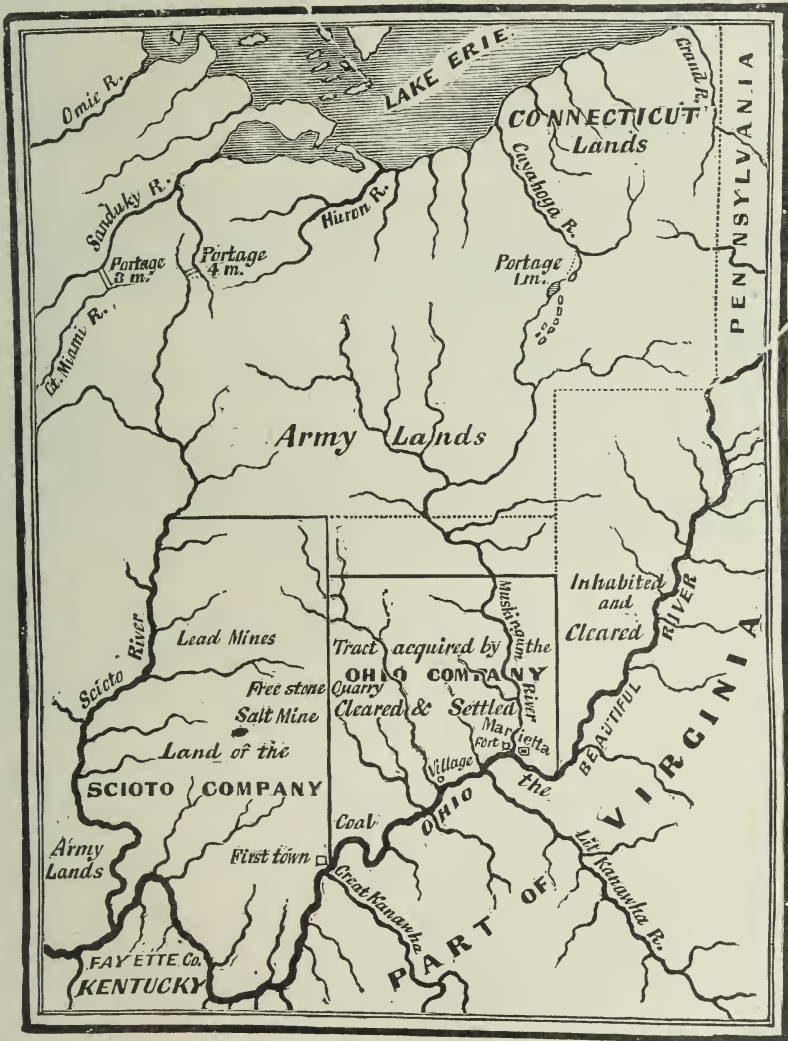 LAKE ERIE.
Omic R.
Grand R.
CONNECTICUT
Lands
PENNSYLVANIA
Cayahoga R.
Sanduky R.
Huron R.
Portage
8 m.
Portage
4 m.
Portage
1 m.
Gt. Miami R.
Army Lands
Scioto River
Lead Mines
Free stone Quarry
Salt Mine
Land of the
SCIOTO COMPANY
Tract acquired by the
OHIO COMPANY
Cleared & Settled
Muskingum River
Marietta
Fort
Village
Inhabited
and
Cleared
OHIO the BEAUTIFUL RIVER
Army
Lands
Coal
First town
Great Kanawha
Lit. Kanawha R.
PART OF VIRGINIA
FAYETTE Co.
KENTUCKY